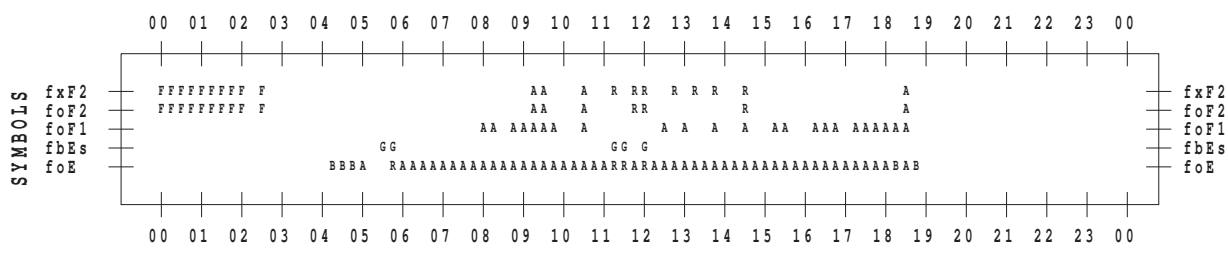 00 01 02 03 04 05 06 07 08 09 10 11 12 13 14 15 16 17 18 19 20 21 22 23 00
SYMBOLS
fxF2 FFFFFFFFF F AA A R RR R R R R A fxF2
foF2 FFFFFFFFF F AA A RR R A foF2
foF1 AA AAAAA A A A A A AA AAA AAAAAA foF1
fbEs GG GG G fbEs
foE BBBA RAAAAAAAAAAAAAAAAAAAAARRARAAAAAAAAAAAAAAAAAAAAAAAABAB foE
00 01 02 03 04 05 06 07 08 09 10 11 12 13 14 15 16 17 18 19 20 21 22 23 00